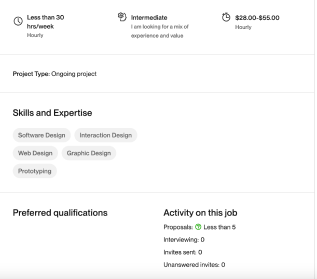 Less than 30
hrs/week
Hourly
Intermediate
I am looking for a mix of
experience and value
$28.00-$55.00
Hourly
Project Type: Ongoing project
Skills and Expertise
Software Design
Interaction Design
Web Design
Graphic Design
Prototyping
Preferred qualifications
Activity on this job
Proposals: Less than 5
Interviewing: 0
Invites sent: 0
Unanswered invites: 0